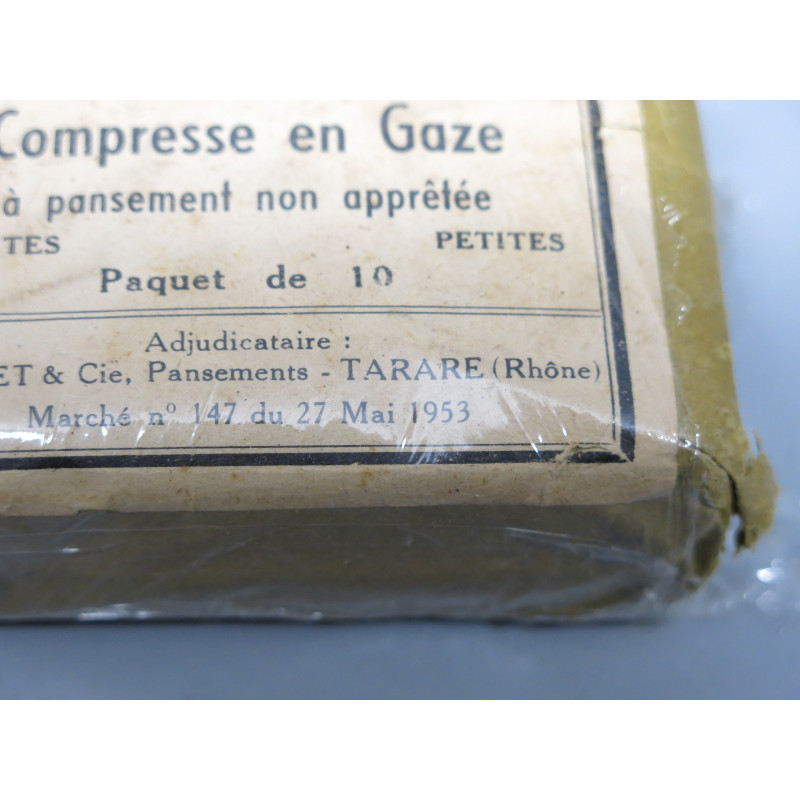 Compresse en Gaze
à pansement non apprêtée
TES PETITES
Paquet de 10
Adjudicataire :
ET & Cie, Pansements - TARARE (Rhône)
Marché nº 147 du 27 Mai 1953